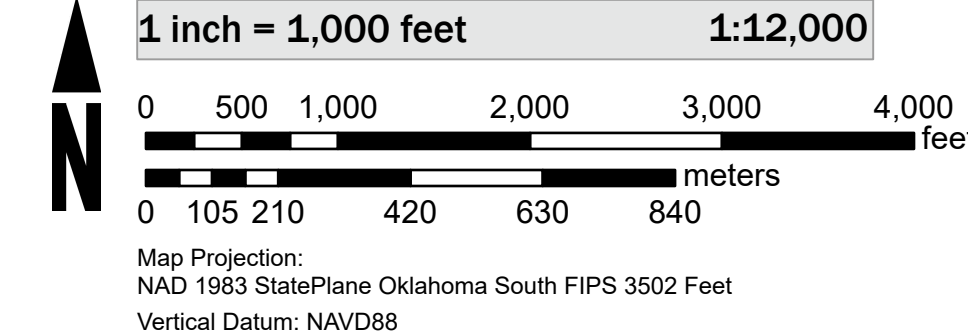 1 inch = 1,000 feet 1:12,000
0 500 1,000 2,000 3,000 4,000
feet
meters
0 105 210 420 630 840
N
Map Projection:
NAD 1983 StatePlane Oklahoma South FIPS 3502 Feet
Vertical Datum: NAVD88